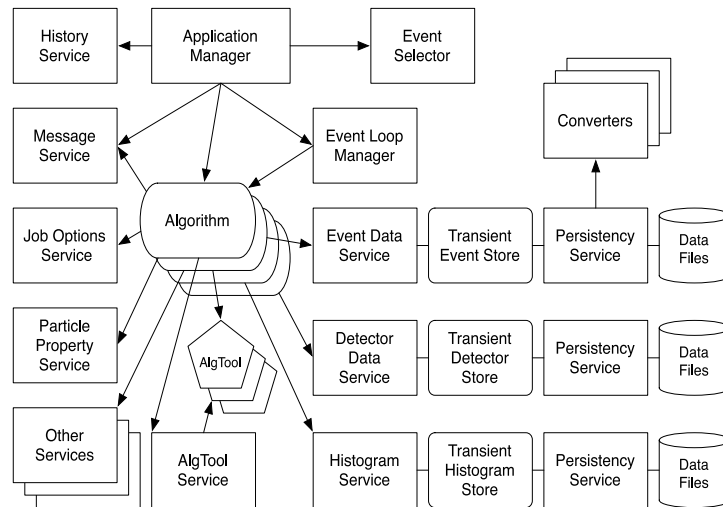 History
Service
Application
Manager
Event
Selector
Message
Service
Event Loop
Manager
Converters
Algorithm
Job Options
Service
Event Data
Service
Transient
Event Store
Persistency
Service
Data
Files
Particle
Property
Service
AlgTool
Detector
Data
Service
Transient
Detector
Store
Persistency
Service
Data
Files
Other
Services
AlgTool
Service
Histogram
Service
Transient
Histogram
Store
Persistency
Service
Data
Files